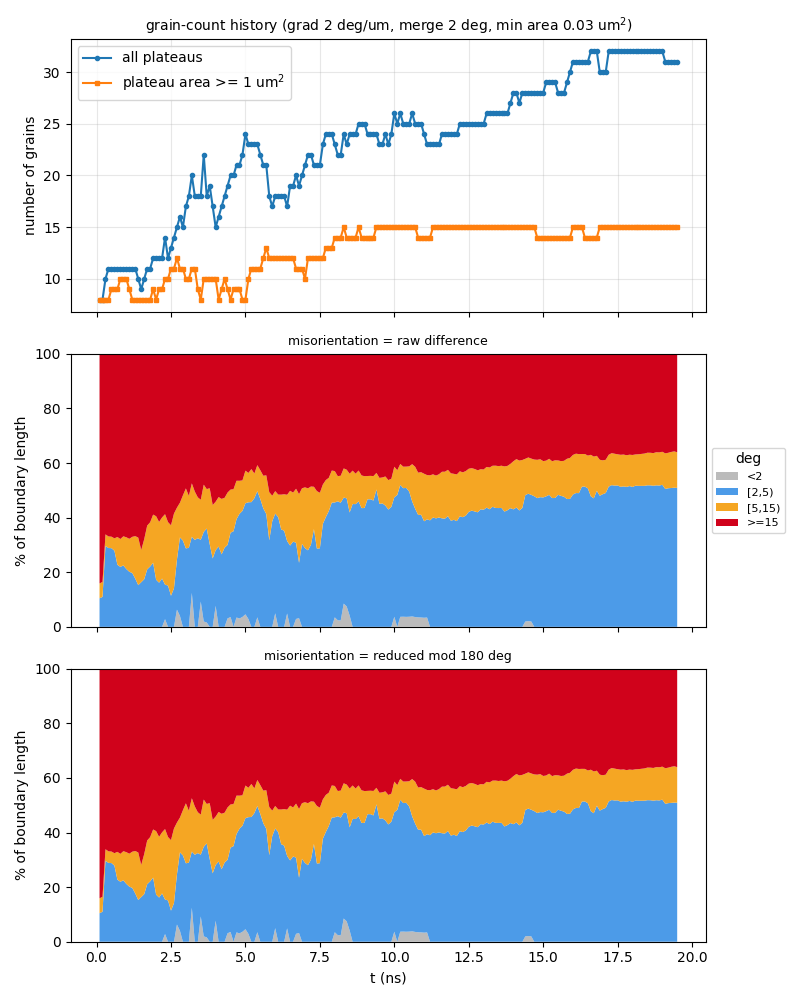 grain-count history (grad 2 deg/um, merge 2 deg, min area 0.03 um²)
all plateaus
plateau area >= 1 um²
number of grains
30
25
20
15
10
misorientation = raw difference
% of boundary length
100
80
60
40
20
0
deg
<2
[2,5)
[5,15)
>=15
misorientation = reduced mod 180 deg
% of boundary length
100
80
60
40
20
0
0.0 2.5 5.0 7.5 10.0 12.5 15.0 17.5 20.0
t (ns)